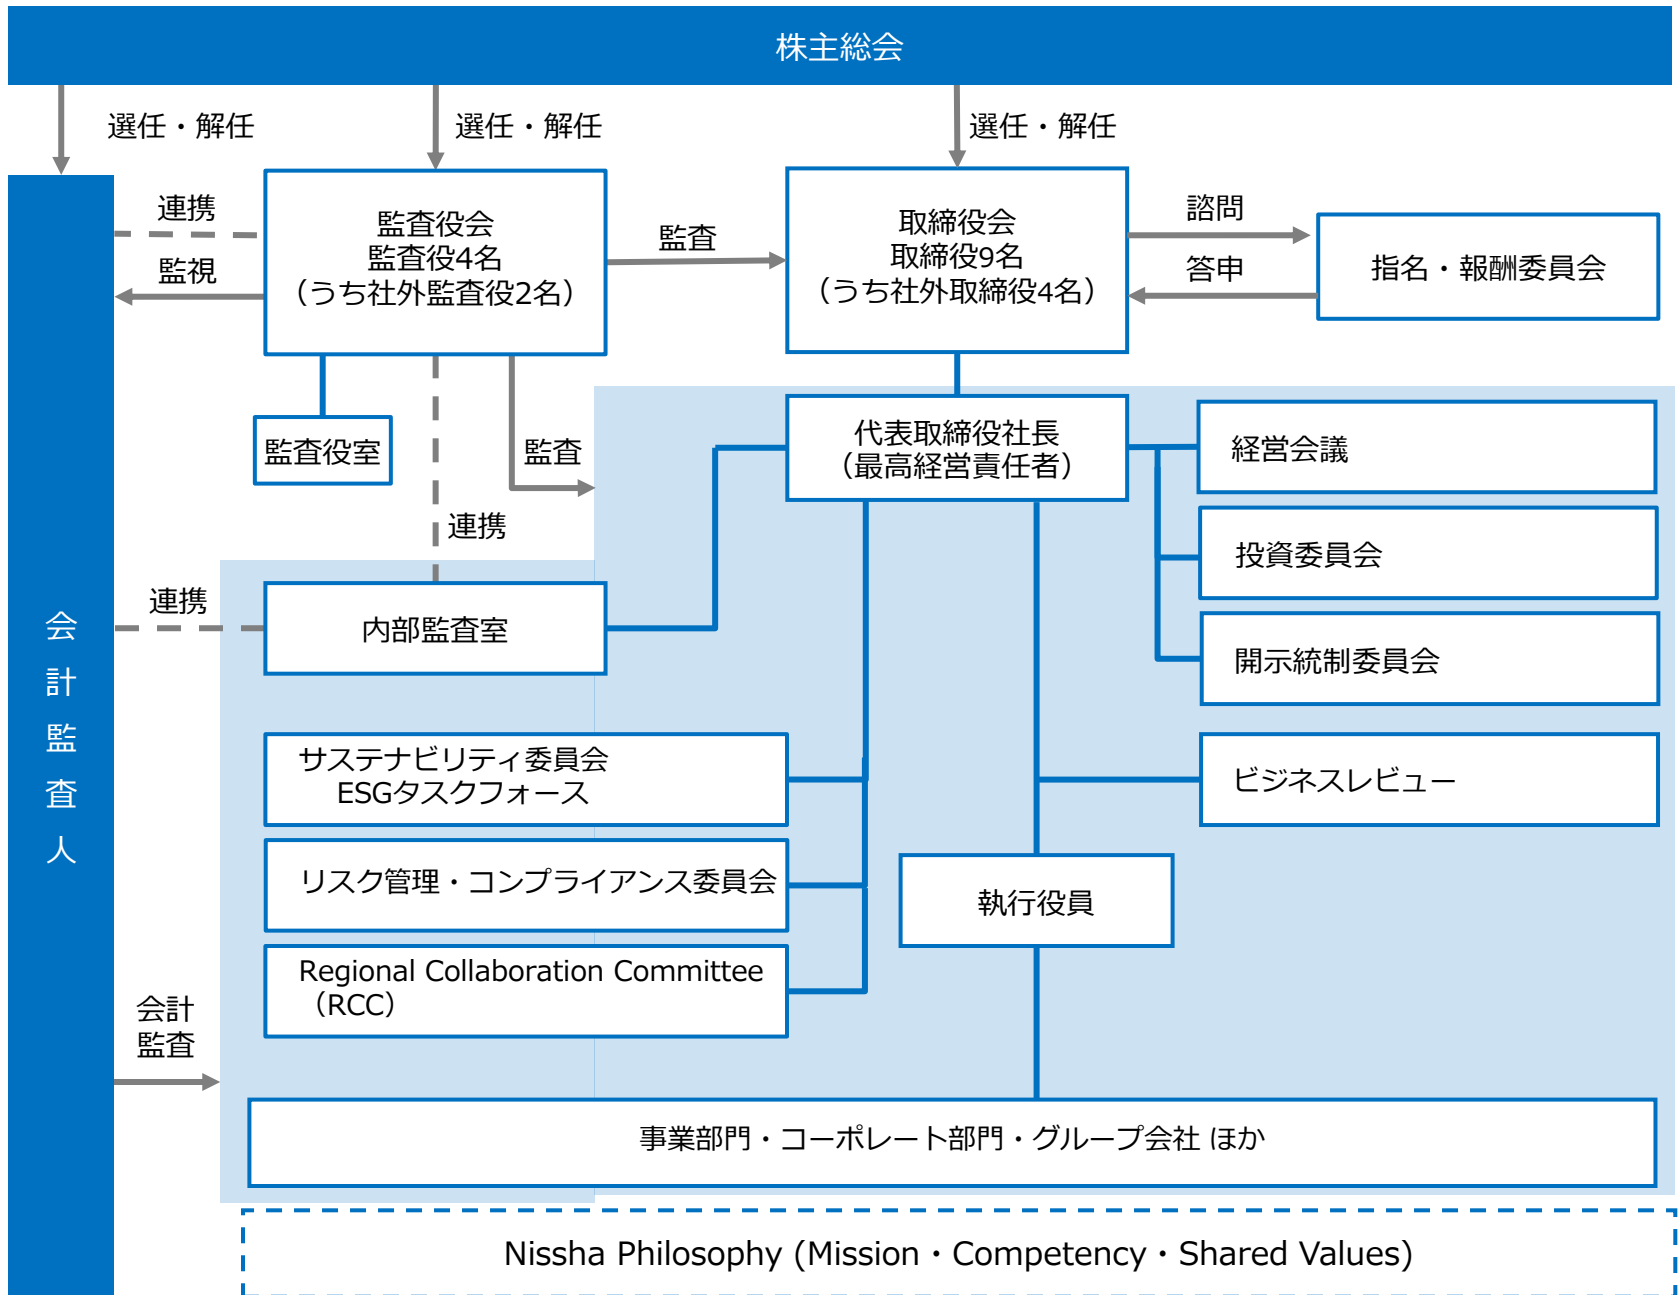 株主総会
選任・解任
選任・解任
選任・解任
連携
監視
監査役会
監査役4名
（うち社外監査役2名）
監査
取締役会
取締役9名
（うち社外取締役4名）
諮問
答申
指名・報酬委員会
監査役室
監査
連携
代表取締役社長
（最高経営責任者）
経営会議
投資委員会
開示統制委員会
連携
内部監査室
会計監査人
サステナビリティ委員会
ESGタスクフォース
ビジネスレビュー
リスク管理・コンプライアンス委員会
執行役員
Regional Collaboration Committee
（RCC）
会計
監査
事業部門・コーポレート部門・グループ会社 ほか
Nissha Philosophy (Mission・Competency・Shared Values)